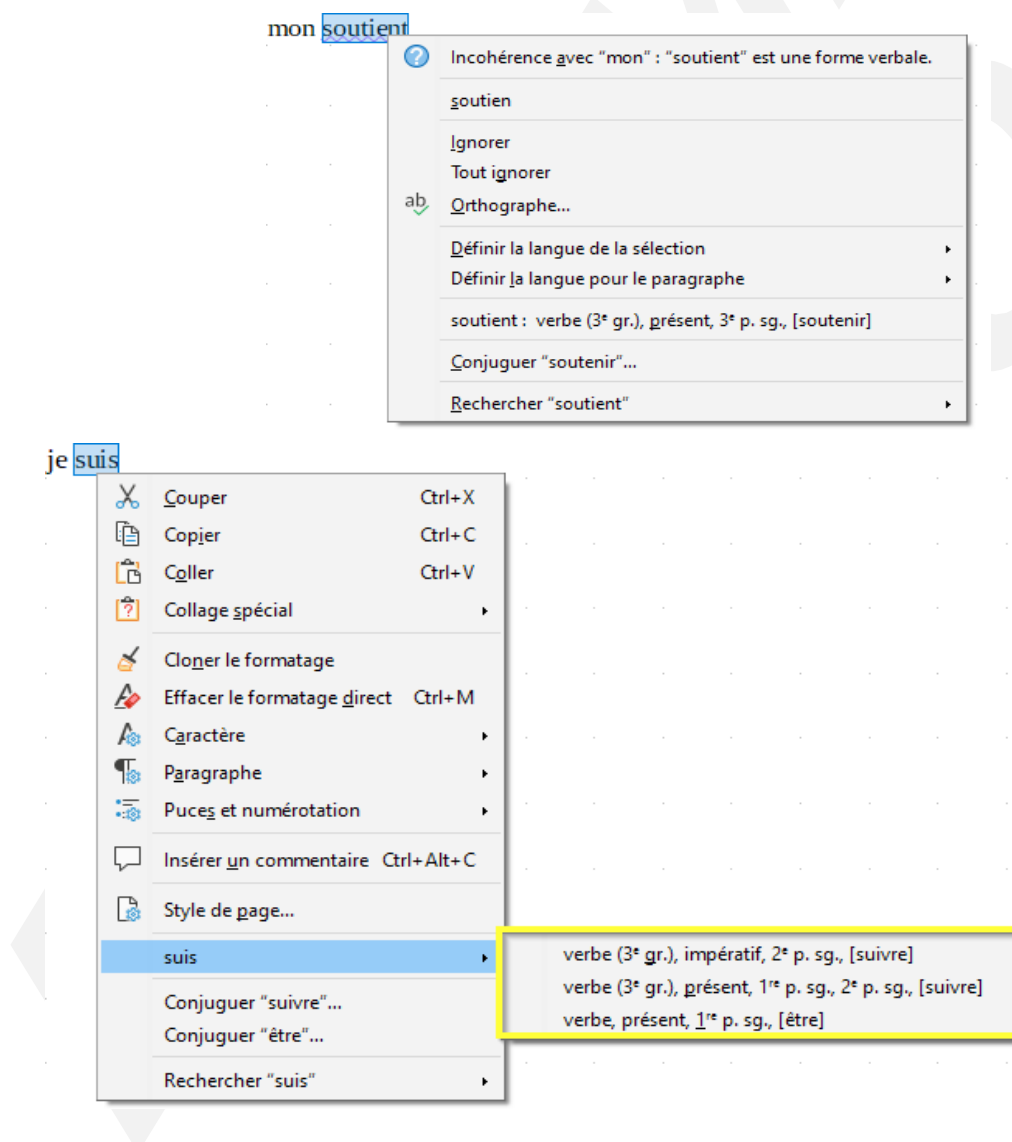 mon soutient
Incohérence avec “mon” : “soutient” est une forme verbale.
soutien
Ignorer
Tout ignorer
Orthographe...
Définir la langue de la sélection
Définir la langue pour le paragraphe
soutient : verbe (3ᵉ gr.), présent, 3ᵉ p. sg., [soutenir]
Conjuguer “soutenir”...
Rechercher “soutient”
je suis
Couper Ctrl+X
Copier Ctrl+C
Coller Ctrl+V
Collage spécial
Cloner le formatage
Effacer le formatage direct Ctrl+M
Caractère
Paragraphe
Puces et numérotation
Insérer un commentaire Ctrl+Alt+C
Style de page...
suis
verbe (3ᵉ gr.), impératif, 2ᵉ p. sg., [suivre]
verbe (3ᵉ gr.), présent, 1ʳᵉ p. sg., 2ᵉ p. sg., [suivre]
verbe, présent, 1ʳᵉ p. sg., [être]
Conjuguer “suivre”...
Conjuguer “être”...
Rechercher “suis”